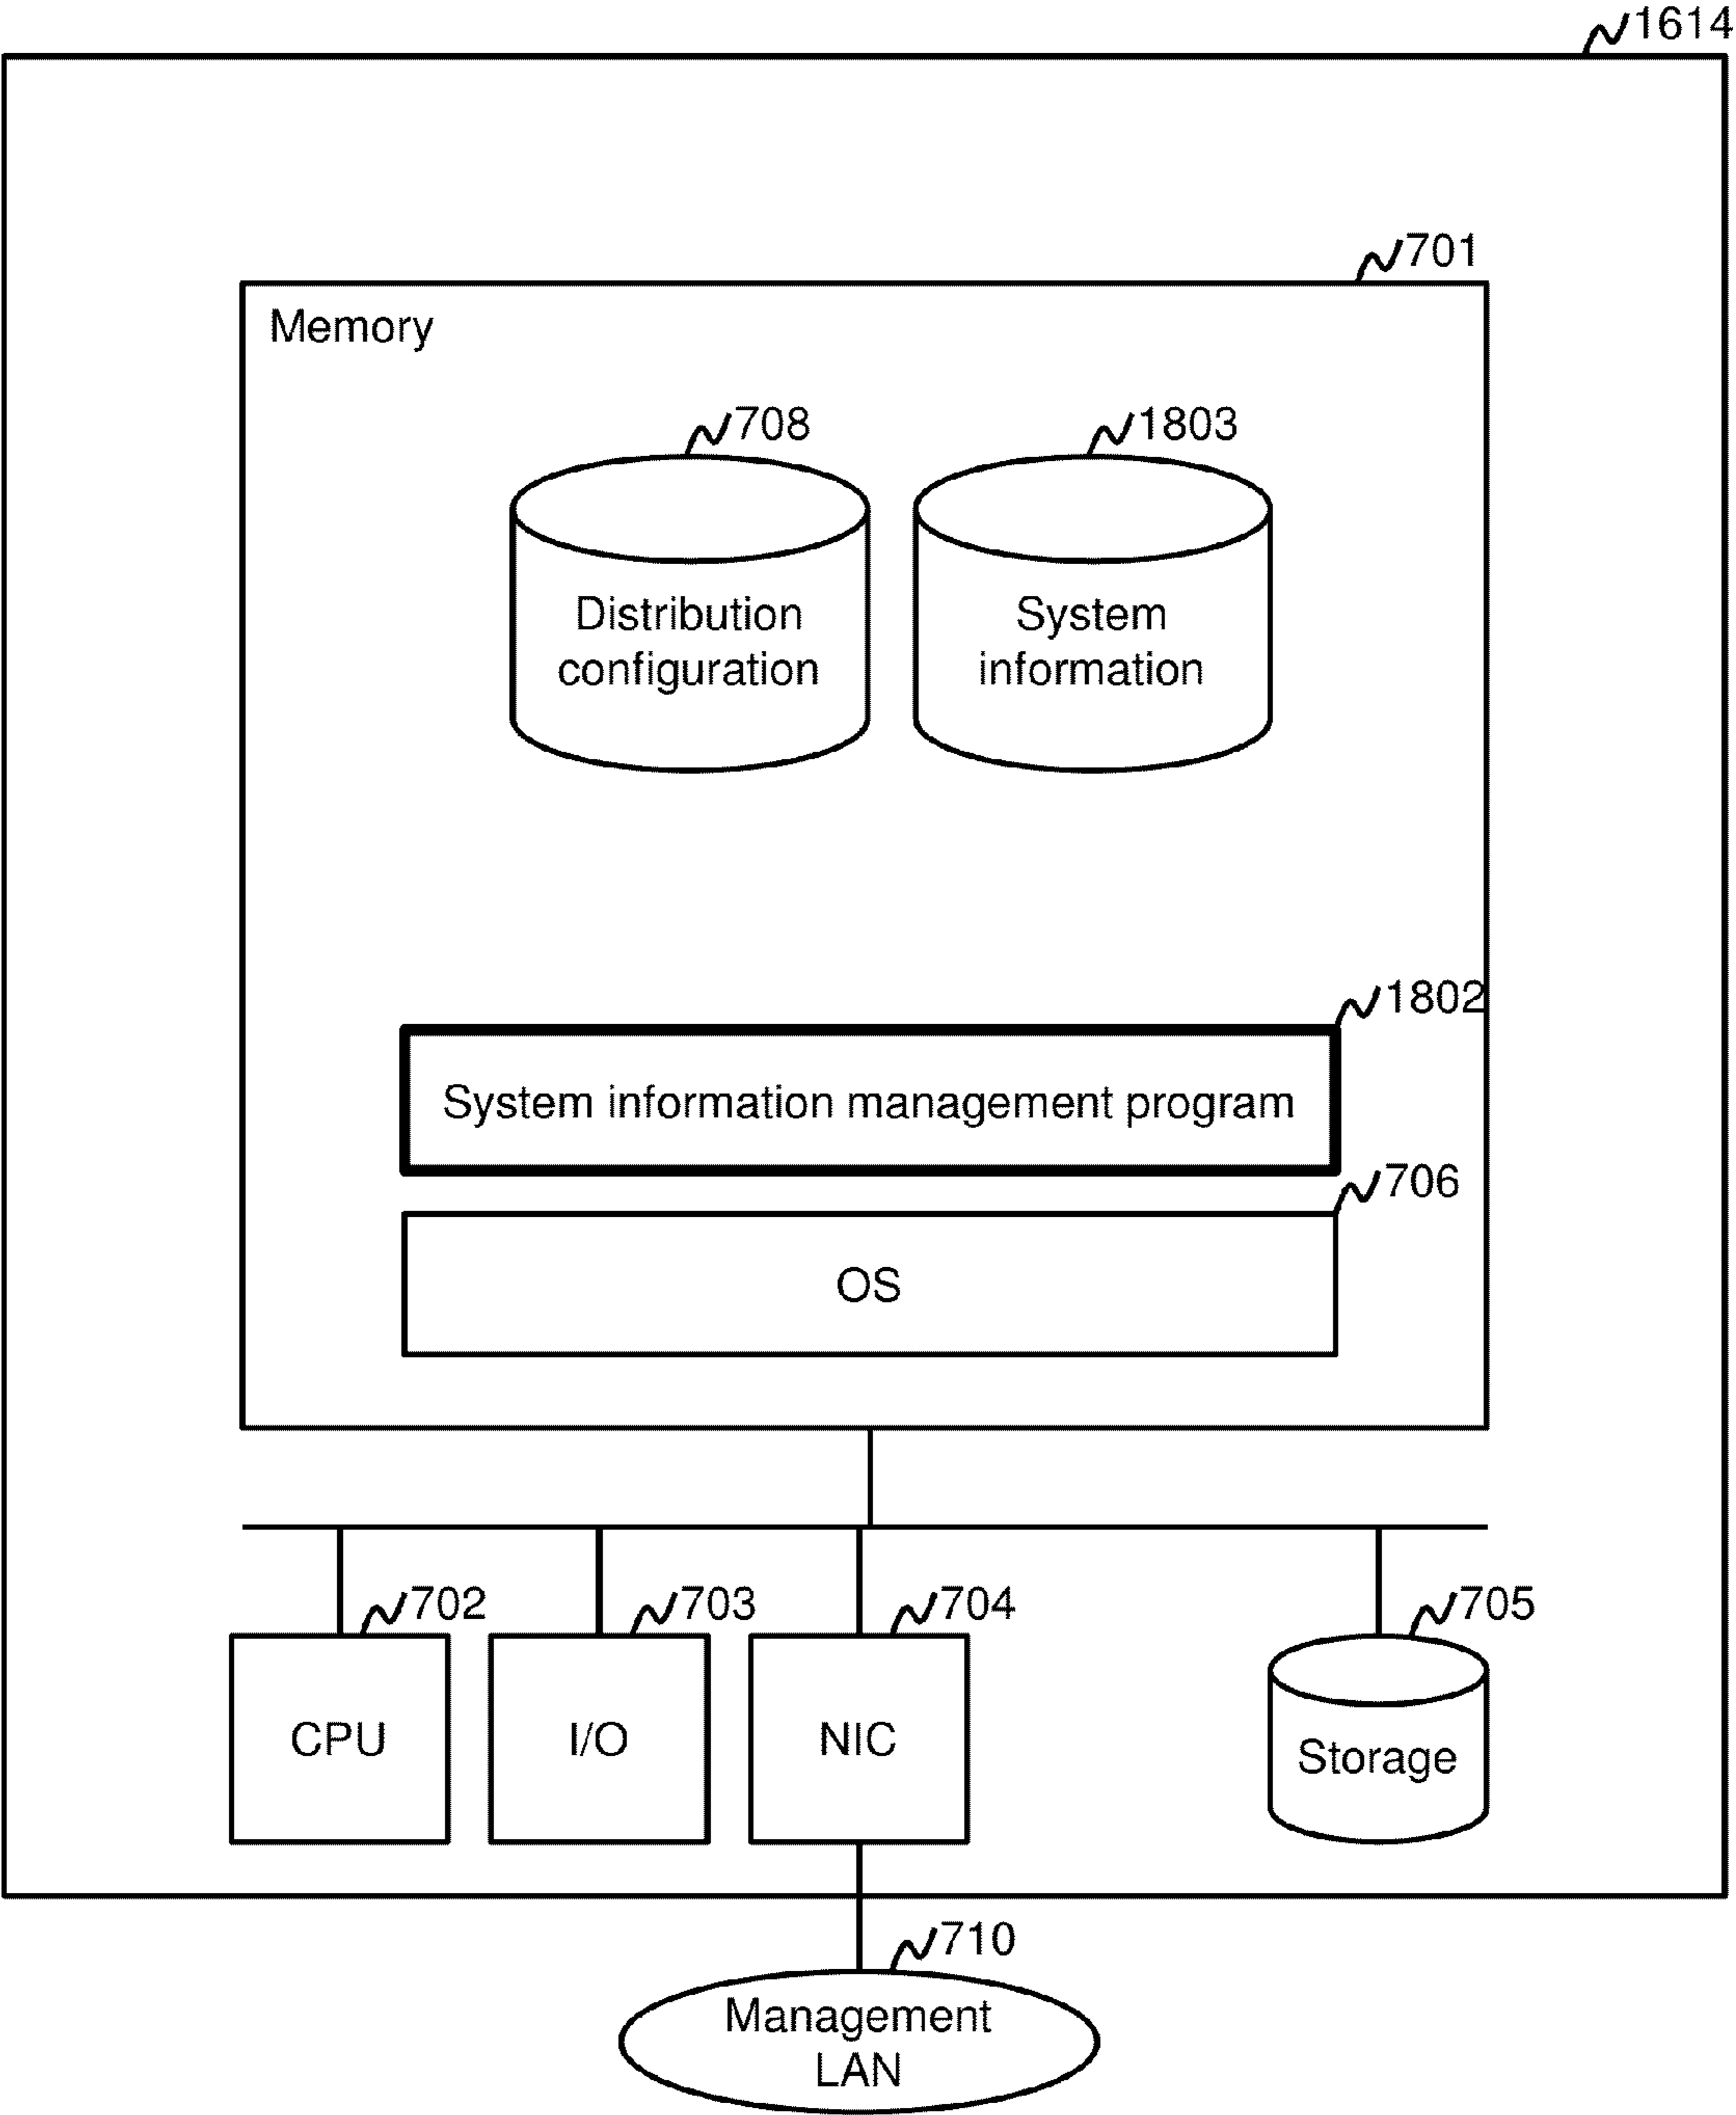 1614
701
Memory
708
1803
Distribution
configuration
System
information
1802
System information management program
706
OS
702
703
704
705
CPU
I/O
NIC
Storage
710
Management
LAN